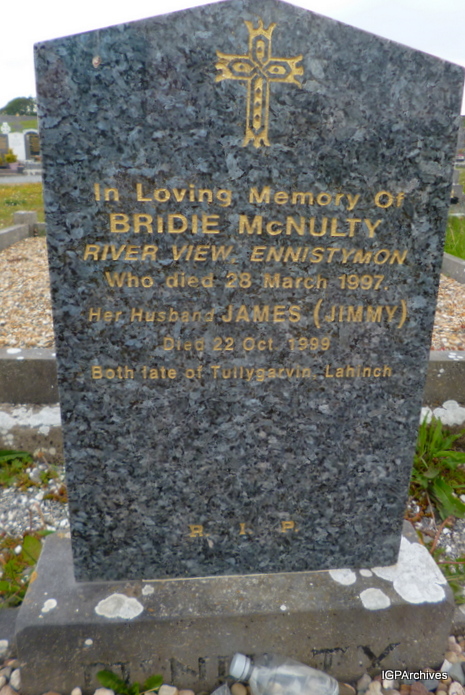 In Loving Memory Of
BRIDIE McNULTY
RIVER VIEW, ENNISTYMON
Who died 28 March 1997.
Her Husband JAMES (JIMMY)
Died 22 Oct. 1999
Both late of Tullygarvin, Lahinch
R. I. P.
IGPArchives